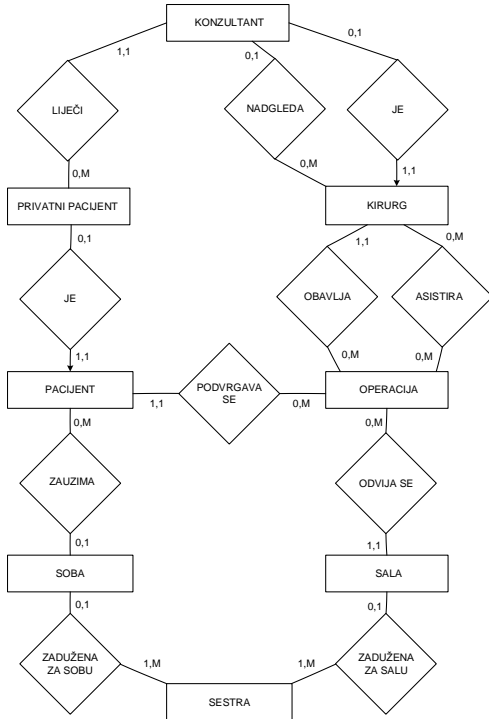 KONZULTANT
1,1
0,1
0,1
LIJEČI
NADGLEDA
JE
0,M
0,M
1,1
PRIVATNI PACIJENT
KIRURG
0,1
1,1
0,M
JE
OBAVLJA
ASISTIRA
1,1
0,M
0,M
PACIJENT
1,1
PODVRGAVA
SE
0,M
OPERACIJA
0,M
0,M
ZAUZIMA
ODVIJA SE
0,1
1,1
SOBA
SALA
0,1
0,1
ZADUŽENA
ZA SOBU
1,M
1,M
ZADUŽENA
ZA SALU
SESTRA